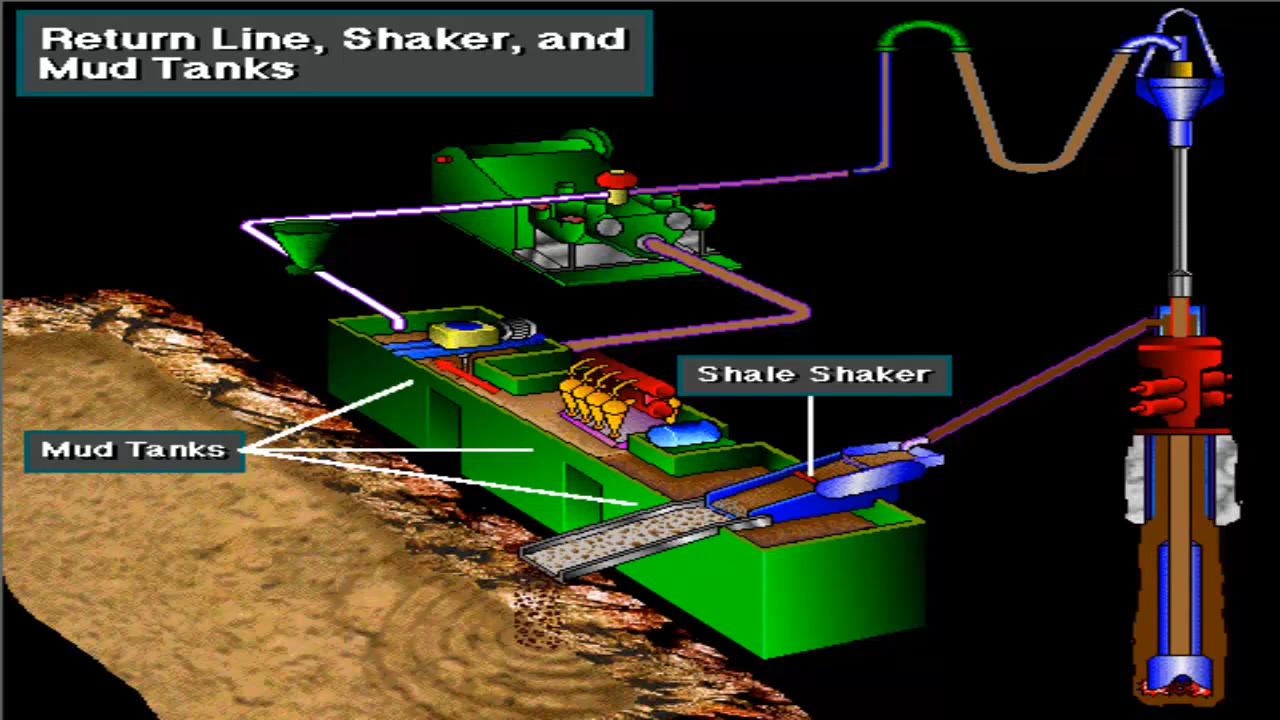 Return Line, Shaker, and
Mud Tanks
Shale Shaker
Mud Tanks